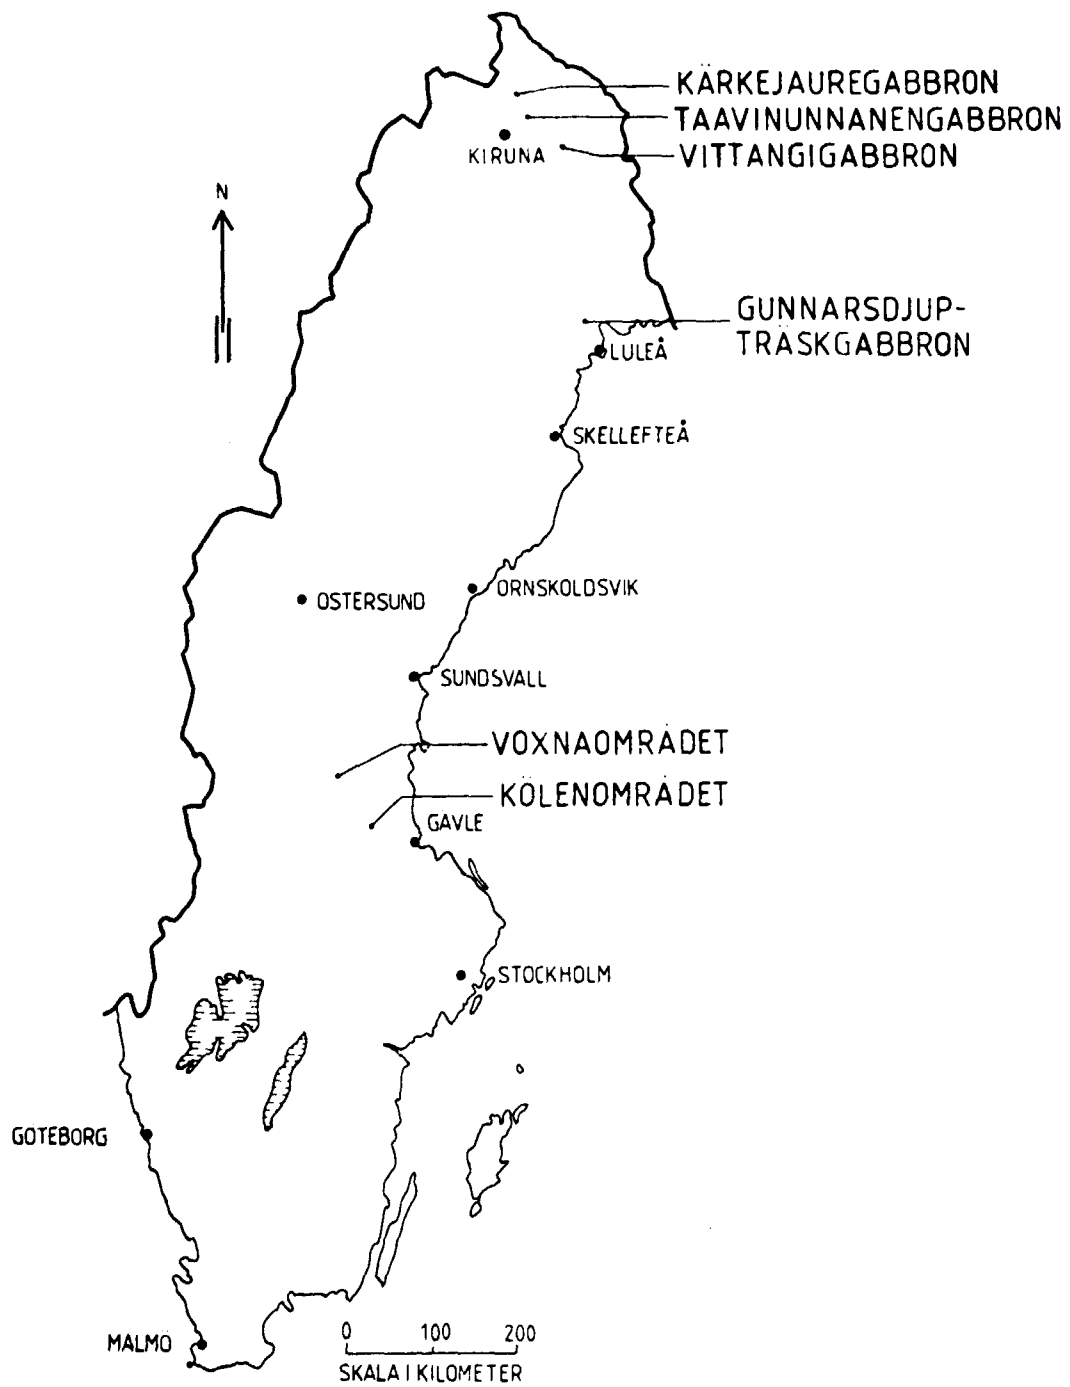 KÄRKEJAUREGABBRON
TAAVINUNNANENGABBRON
KIRUNA
VITTANGIGABBRON
N
GUNNARSDJUP-
TRÄSKGABBRON
LULEÅ
SKELLEFTEÅ
ORNSKOLDSVIK
OSTERSUND
SUNDSVALL
VOXNAOMRÅDET
KÖLENOMRÅDET
GAVLE
STOCKHOLM
GOTEBORG
MALMÖ
0 100 200
SKALA I KILOMETER